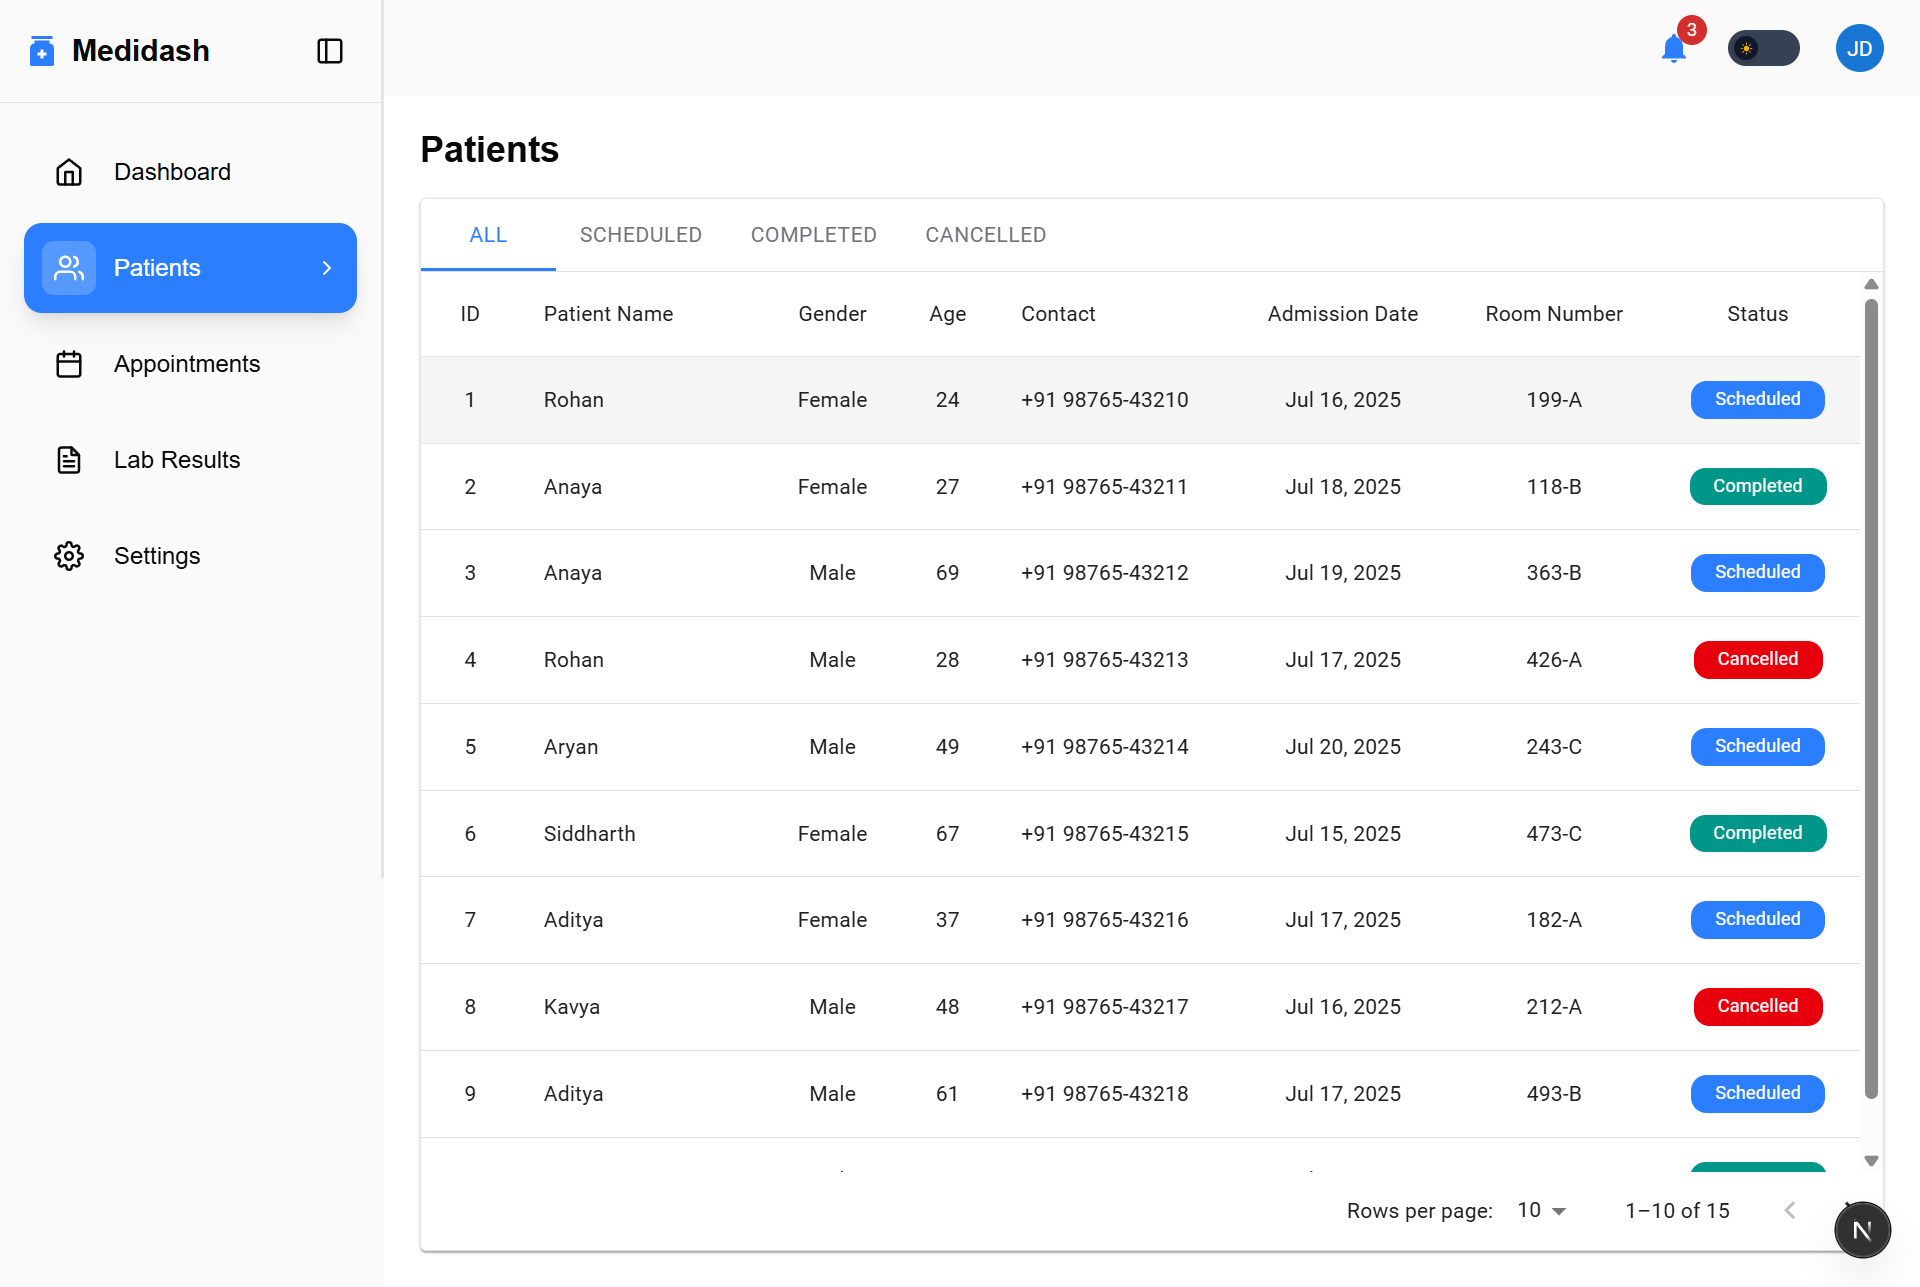 Medidash
3
JD
Dashboard
Patients
Appointments
Lab Results
Settings
Patients
ALL SCHEDULED COMPLETED CANCELLED
ID Patient Name Gender Age Contact Admission Date Room Number Status
1 Rohan Female 24 +91 98765-43210 Jul 16, 2025 199-A Scheduled
2 Anaya Female 27 +91 98765-43211 Jul 18, 2025 118-B Completed
3 Anaya Male 69 +91 98765-43212 Jul 19, 2025 363-B Scheduled
4 Rohan Male 28 +91 98765-43213 Jul 17, 2025 426-A Cancelled
5 Aryan Male 49 +91 98765-43214 Jul 20, 2025 243-C Scheduled
6 Siddharth Female 67 +91 98765-43215 Jul 15, 2025 473-C Completed
7 Aditya Female 37 +91 98765-43216 Jul 17, 2025 182-A Scheduled
8 Kavya Male 48 +91 98765-43217 Jul 16, 2025 212-A Cancelled
9 Aditya Male 61 +91 98765-43218 Jul 17, 2025 493-B Scheduled
Rows per page: 10 1–10 of 15
N